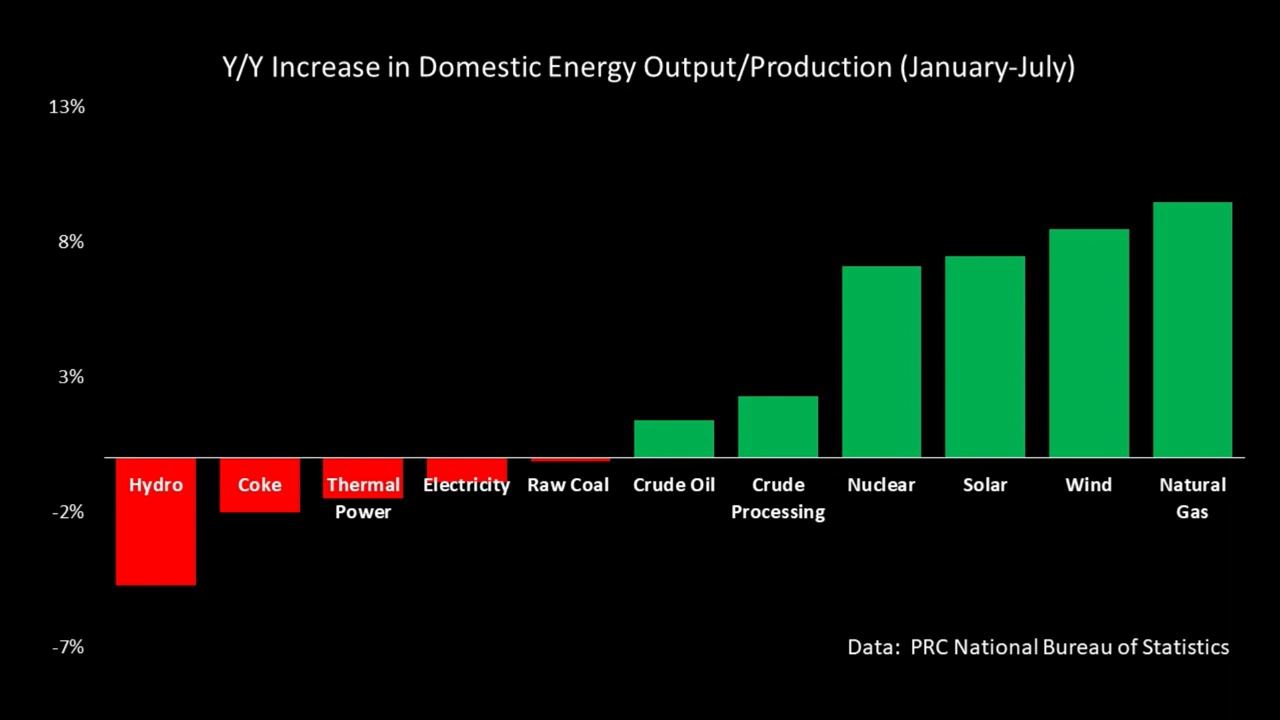 Y/Y Increase in Domestic Energy Output/Production (January-July)
13%
8%
3%
-2%
-7%
Hydro
Coke
Thermal
Power
Electricity
Raw Coal
Crude Oil
Crude
Processing
Nuclear
Solar
Wind
Natural
Gas
Data: PRC National Bureau of Statistics